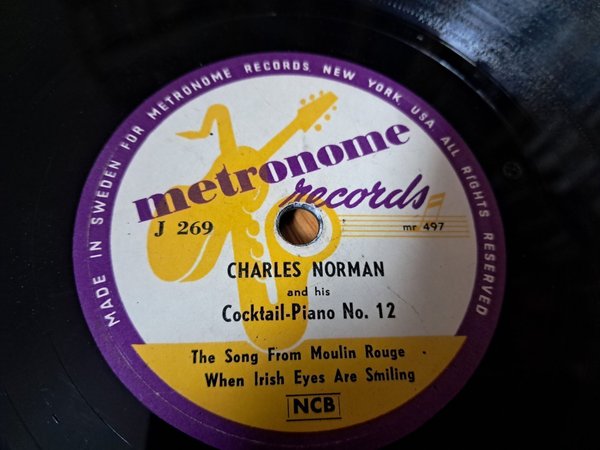 MADE IN SWEDEN FOR METRONOME RECORDS, NEW YORK, USA. ALL RIGHTS RESERVED
metronome
records
J 269
mr 497
CHARLES NORMAN
and his
Cocktail-Piano No. 12
The Song From Moulin Rouge
When Irish Eyes Are Smiling
NCB